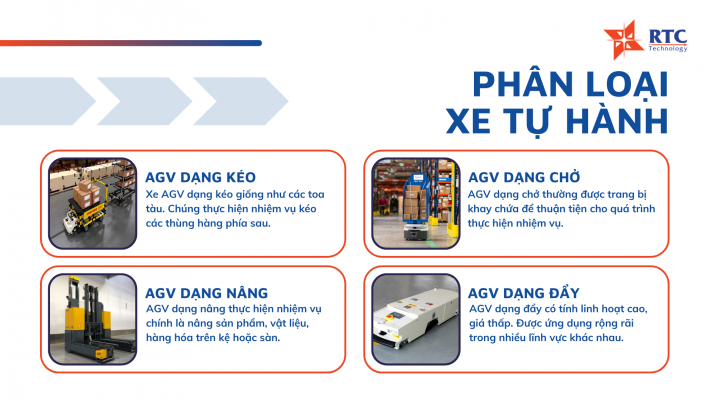 RTC
Technology
PHÂN LOẠI
XE TỰ HÀNH
AGV DẠNG KÉO
Xe AGV dạng kéo giống như các toa
tàu. Chúng thực hiện nhiệm vụ kéo
các thùng hàng phía sau.
AGV DẠNG CHỞ
AGV dạng chở thường được trang bị
khay chứa để thuận tiện cho quá trình
thực hiện nhiệm vụ.
AGV DẠNG NÂNG
AGV dạng nâng thực hiện nhiệm vụ
chính là nâng sản phẩm, vật liệu,
hàng hóa trên kệ hoặc sàn.
AGV DẠNG ĐẨY
AGV dạng đẩy có tính linh hoạt cao,
giá thấp. Được ứng dụng rộng rãi
trong nhiều lĩnh vực khác nhau.